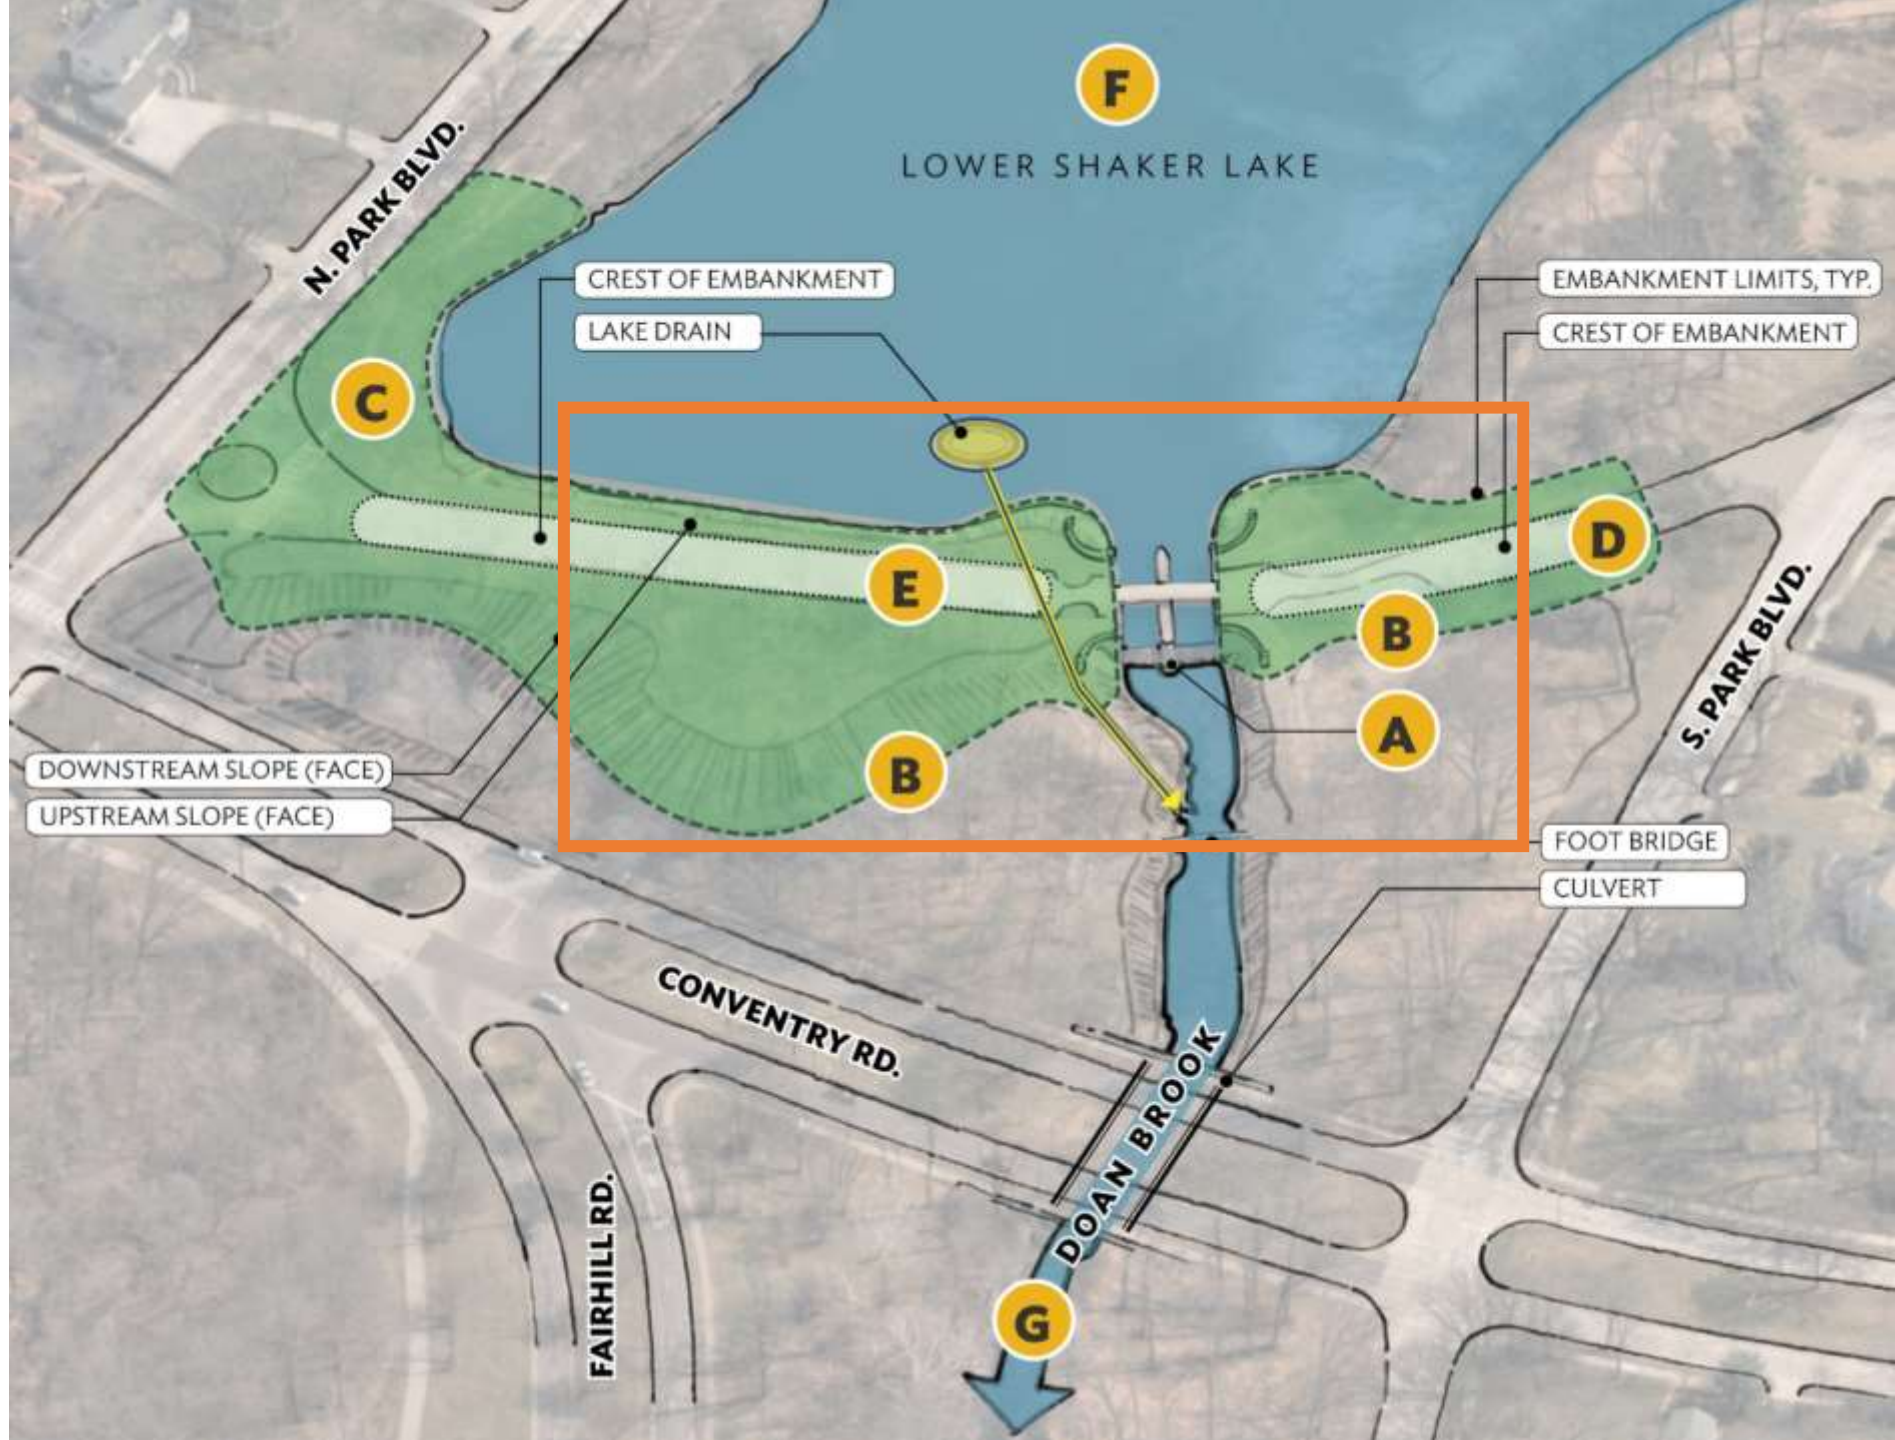 F
LOWER SHAKER LAKE
N. PARK BLVD.
CREST OF EMBANKMENT
LAKE DRAIN
EMBANKMENT LIMITS, TYP.
CREST OF EMBANKMENT
C
D
E
B
S. PARK BLVD.
A
B
DOWNSTREAM SLOPE (FACE)
UPSTREAM SLOPE (FACE)
FOOT BRIDGE
CULVERT
CONVENTRY RD.
DOAN BROOK
FAIRHILL RD.
G